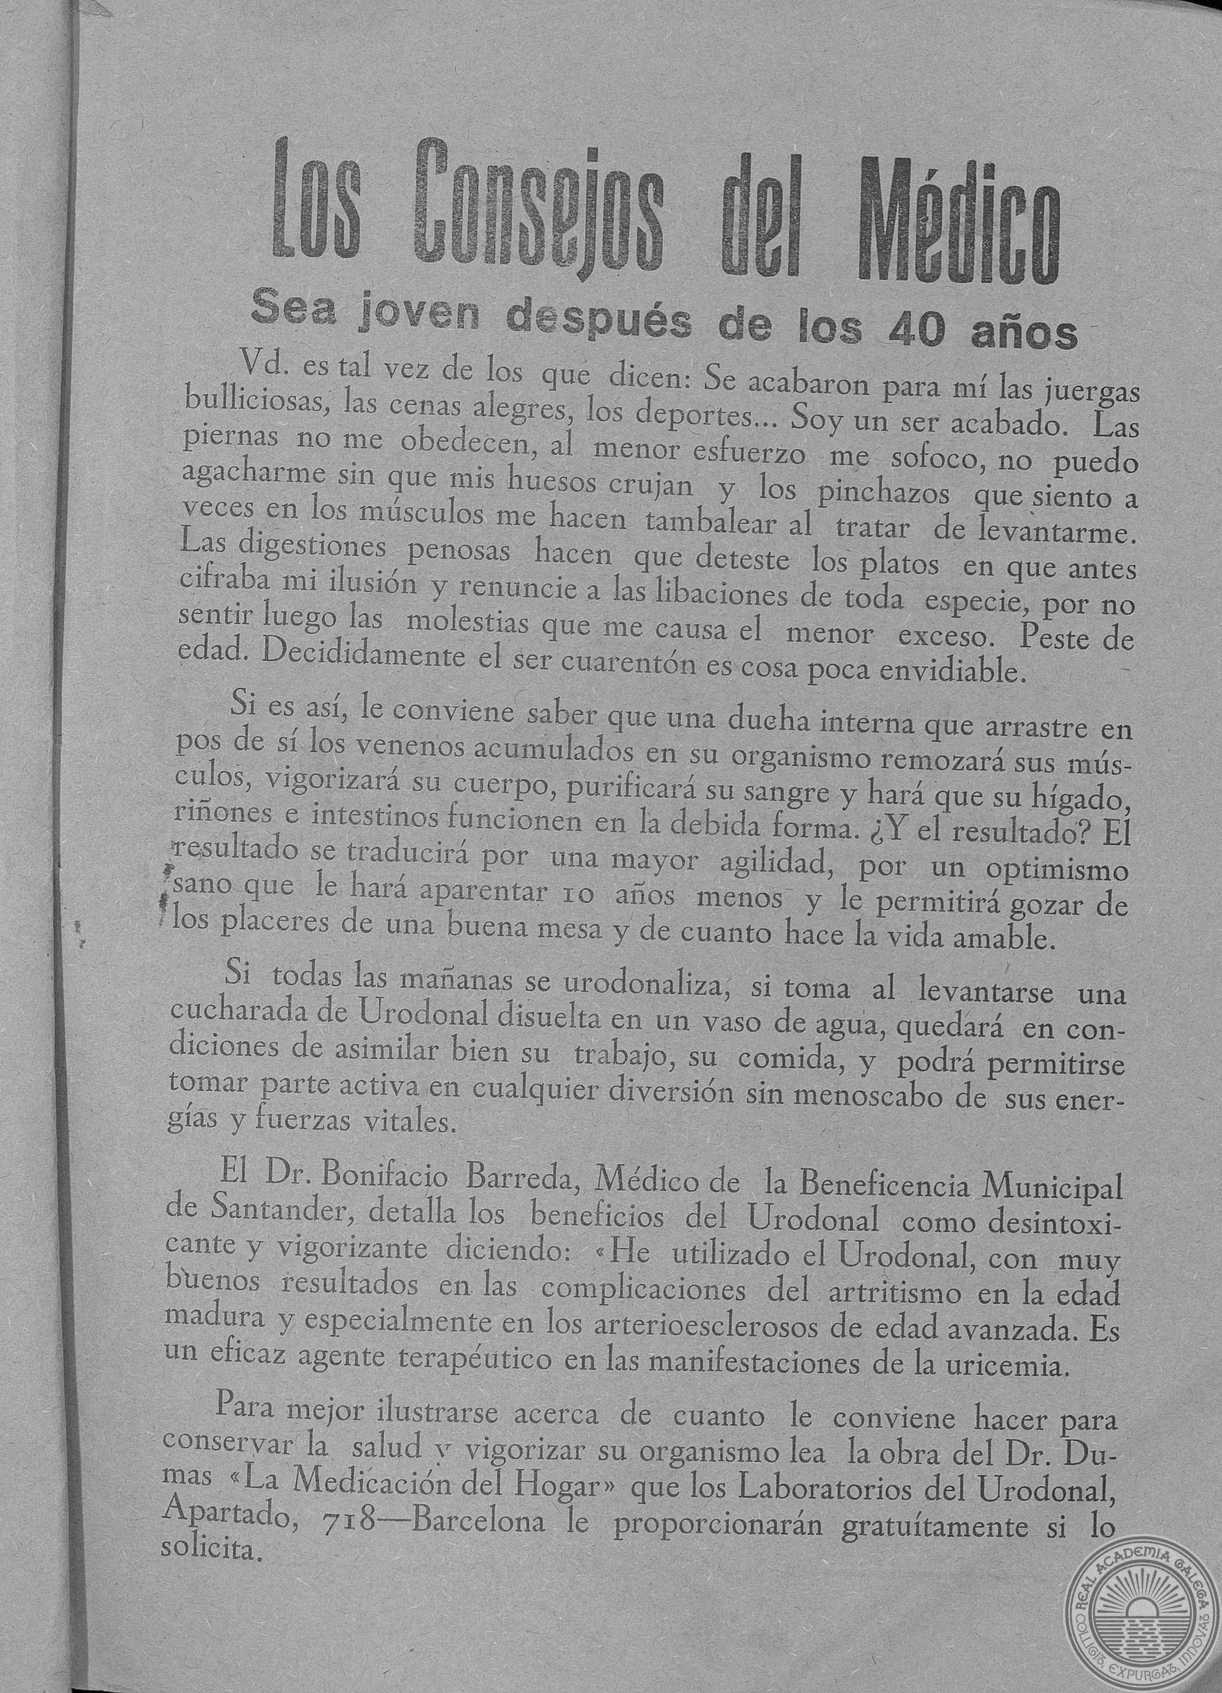 Los Consejos del Médico
Sea joven después de los 40 años
Vd. es tal vez de los que dicen: Se acabaron para mí las juergas
bulliciosas, las cenas alegres, los deportes... Soy un ser acabado. Las
piernas no me obedecen, al menor esfuerzo me sofoco, no puedo
agacharme sin que mis huesos crujan y los pinchazos que siento a
veces en los músculos me hacen tambalear al tratar de levantarme.
Las digestiones penosas hacen que deteste los platos en que antes
cifraba mi ilusión y renuncie a las libaciones de toda especie, por no
sentir luego las molestias que me causa el menor exceso. Peste de
edad. Decididamente el ser cuarentón es cosa poca envidiable.
Si es así, le conviene saber que una ducha interna que arrastre en
pos de sí los venenos acumulados en su organismo remozará sus mús-
culos, vigorizará su cuerpo, purificará su sangre y hará que su hígado,
riñones e intestinos funcionen en la debida forma. ¿Y el resultado? El
resultado se traducirá por una mayor agilidad, por un optimismo
sano que le hará aparentar 10 años menos y le permitirá gozar de
los placeres de una buena mesa y de cuanto hace la vida amable.
Si todas las mañanas se urodonaliza, si toma al levantarse una
cucharada de Urodonal disuelta en un vaso de agua, quedará en con-
diciones de asimilar bien su trabajo, su comida, y podrá permitirse
tomar parte activa en cualquier diversión sin menoscabo de sus ener-
gías y fuerzas vitales.
El Dr. Bonifacio Barreda, Médico de la Beneficencia Municipal
de Santander, detalla los beneficios del Urodonal como desintoxi-
cante y vigorizante diciendo: «He utilizado el Urodonal, con muy
buenos resultados en las complicaciones del artritismo en la edad
madura y especialmente en los arterioesclerosos de edad avanzada. Es
un eficaz agente terapéutico en las manifestaciones de la uricemia.
Para mejor ilustrarse acerca de cuanto le conviene hacer para
conservar la salud y vigorizar su organismo lea la obra del Dr. Du-
mas «La Medicación del Hogar» que los Laboratorios del Urodonal,
Apartado, 718—Barcelona le proporcionarán gratuítamente si lo
solicita.
REAL ACADEMIA GALEGA
COLLIGIT, EXPURGAT, INNOVAT